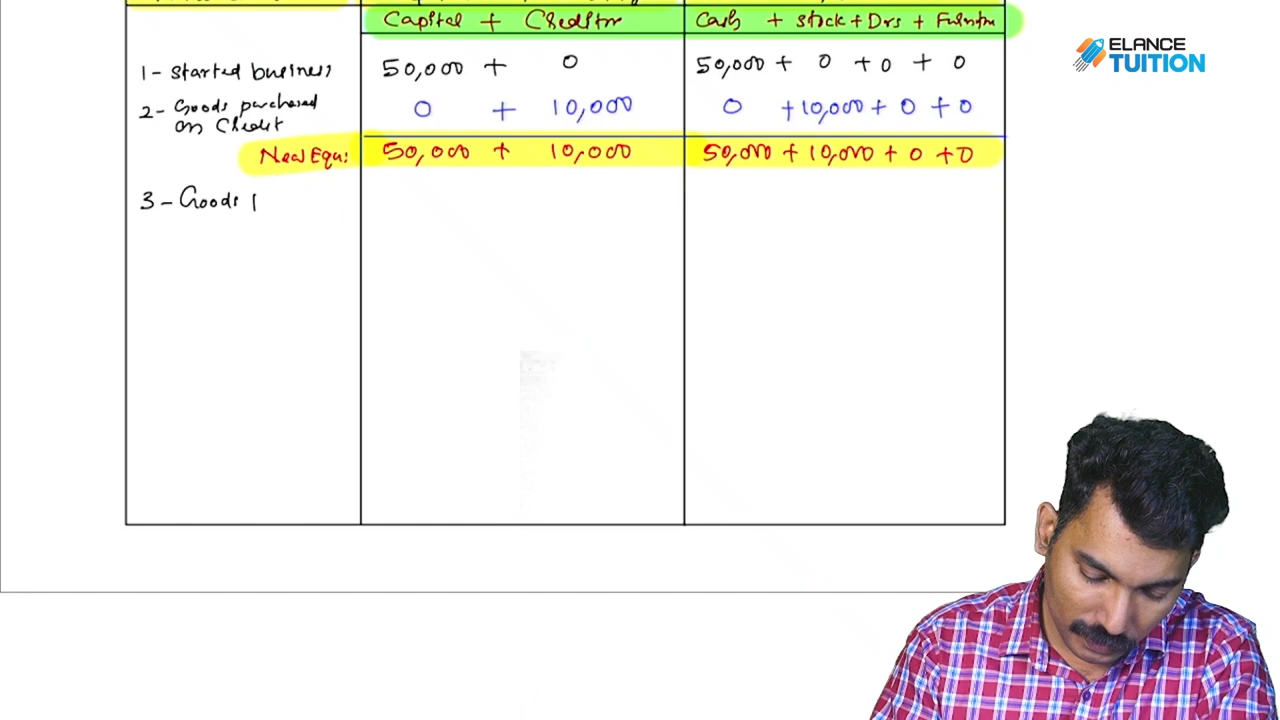 Capital + Creditor Cash + Stock + Drs + Furnitur
ELANCE
TUITION
1 - Started business 50,000 + 0 50,000 + 0 + 0 + 0
2 - Goods purchased
on Credit 0 + 10,000 0 + 10,000 + 0 + 0
New Equ: 50,000 + 10,000 50,000 + 10,000 + 0 + 0
3 - Goods